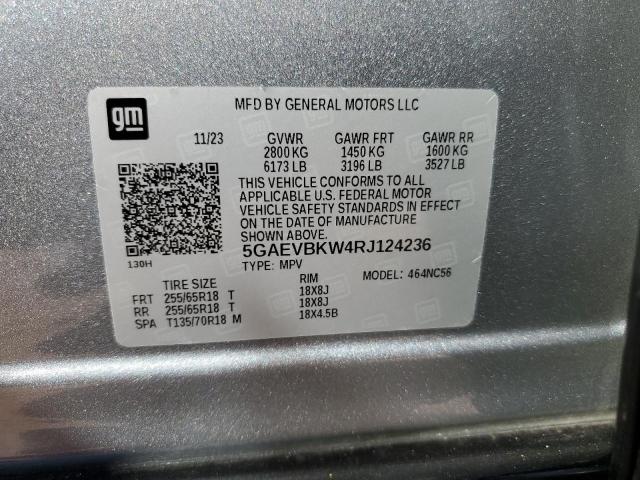 gm
MFD BY GENERAL MOTORS LLC
11/23 GVWR GAWR FRT GAWR RR
2800 KG 1450 KG 1600 KG
6173 LB 3196 LB 3527 LB
THIS VEHICLE CONFORMS TO ALL
APPLICABLE U.S. FEDERAL MOTOR
VEHICLE SAFETY STANDARDS IN EFFECT
ON THE DATE OF MANUFACTURE
SHOWN ABOVE
5GAEVBKW4RJ124236
130H
TYPE: MPV MODEL: 464NC56
TIRE SIZE RIM
FRT 255/65R18 T 18X8J
RR 255/65R18 T 18X8J
SPA T135/70R18 M 18X4.5B